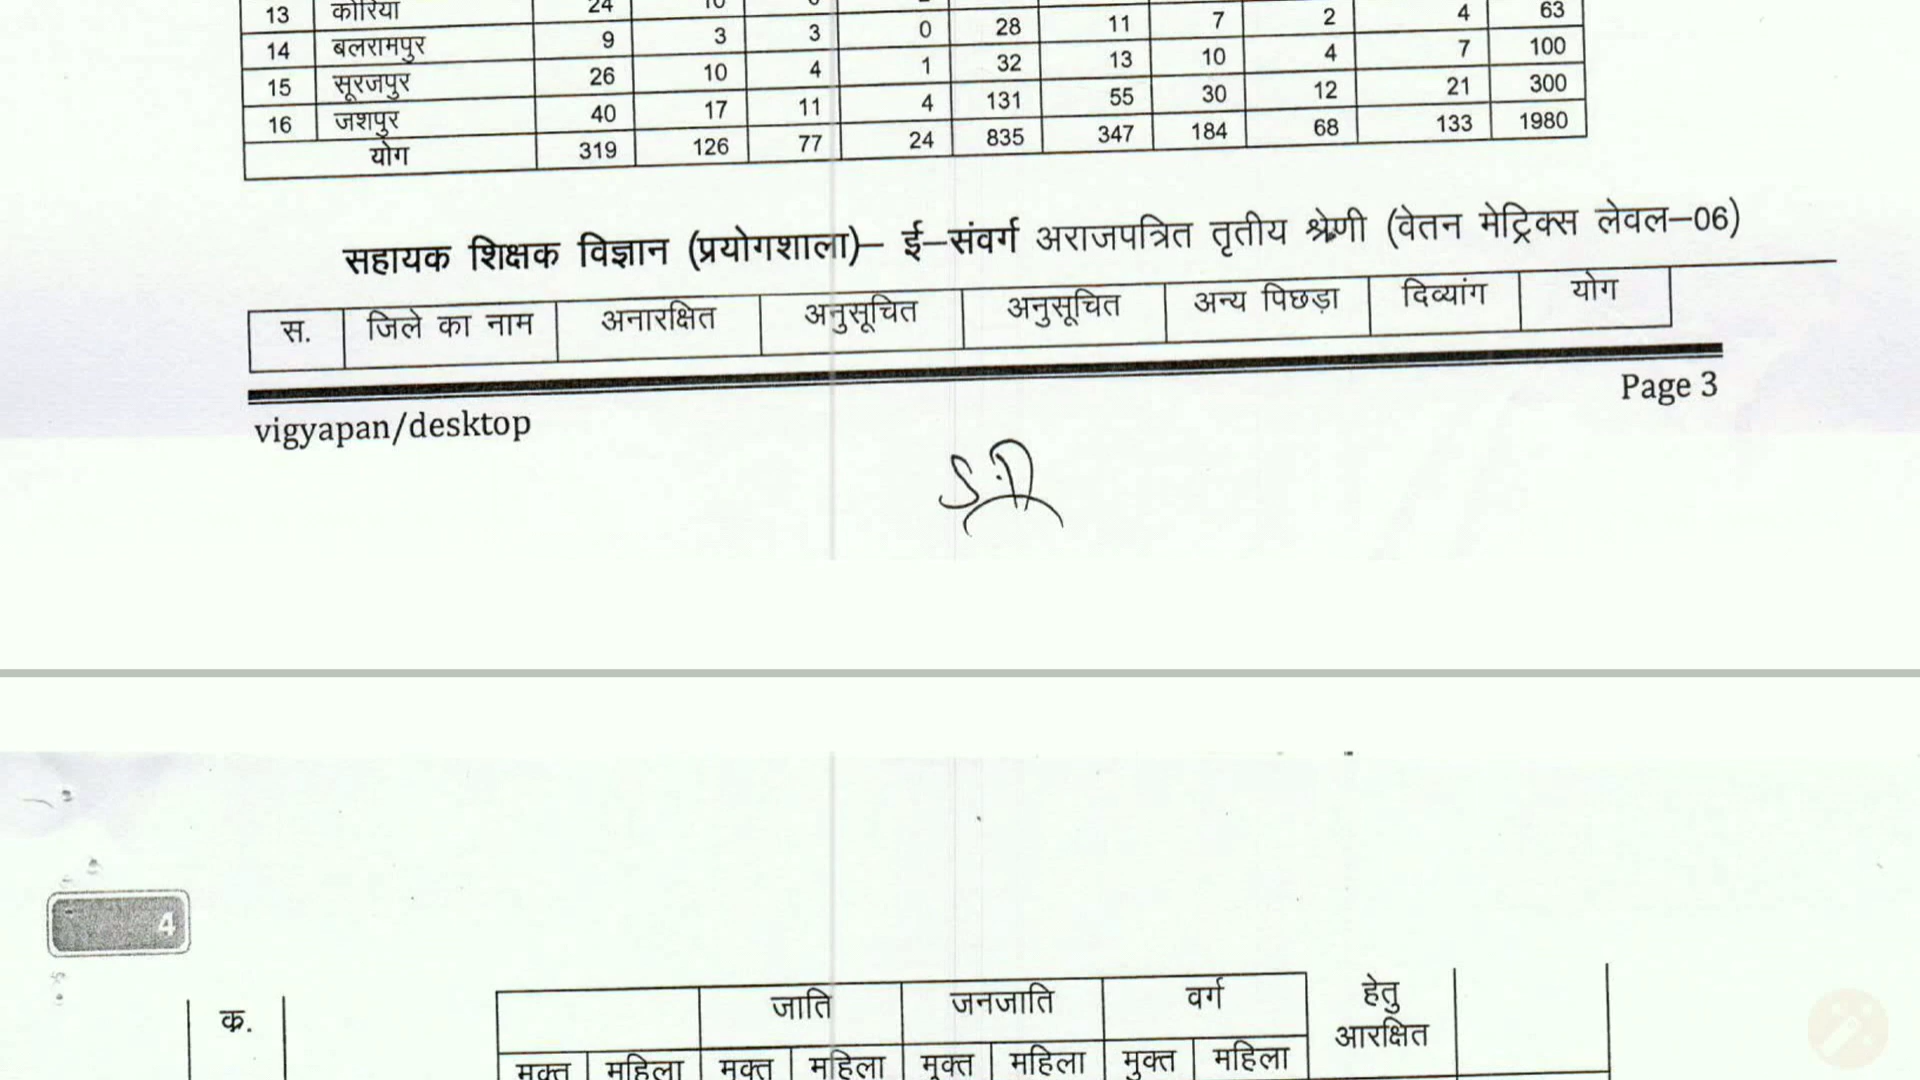 13 कोरिया 24 4 63
14 बलरामपुर 9 3 3 0 28 11 7 2 7 100
15 सूरजपुर 26 10 4 1 32 13 10 4 21 300
16 जशपुर 40 17 11 4 131 55 30 12 133 1980
योग 319 126 77 24 835 347 184 68
सहायक शिक्षक विज्ञान (प्रयोगशाला)– ई–संवर्ग अराजपत्रित तृतीय श्रेणी (वेतन मेट्रिक्स लेवल–06)
स. जिले का नाम अनारक्षित अनुसूचित अनुसूचित अन्य पिछड़ा दिव्यांग योग
vigyapan/desktop Page 3
4
क. जाति जनजाति वर्ग हेतु
आरक्षित
मुक्त महिला मुक्त महिला मुक्त महिला मुक्त महिला